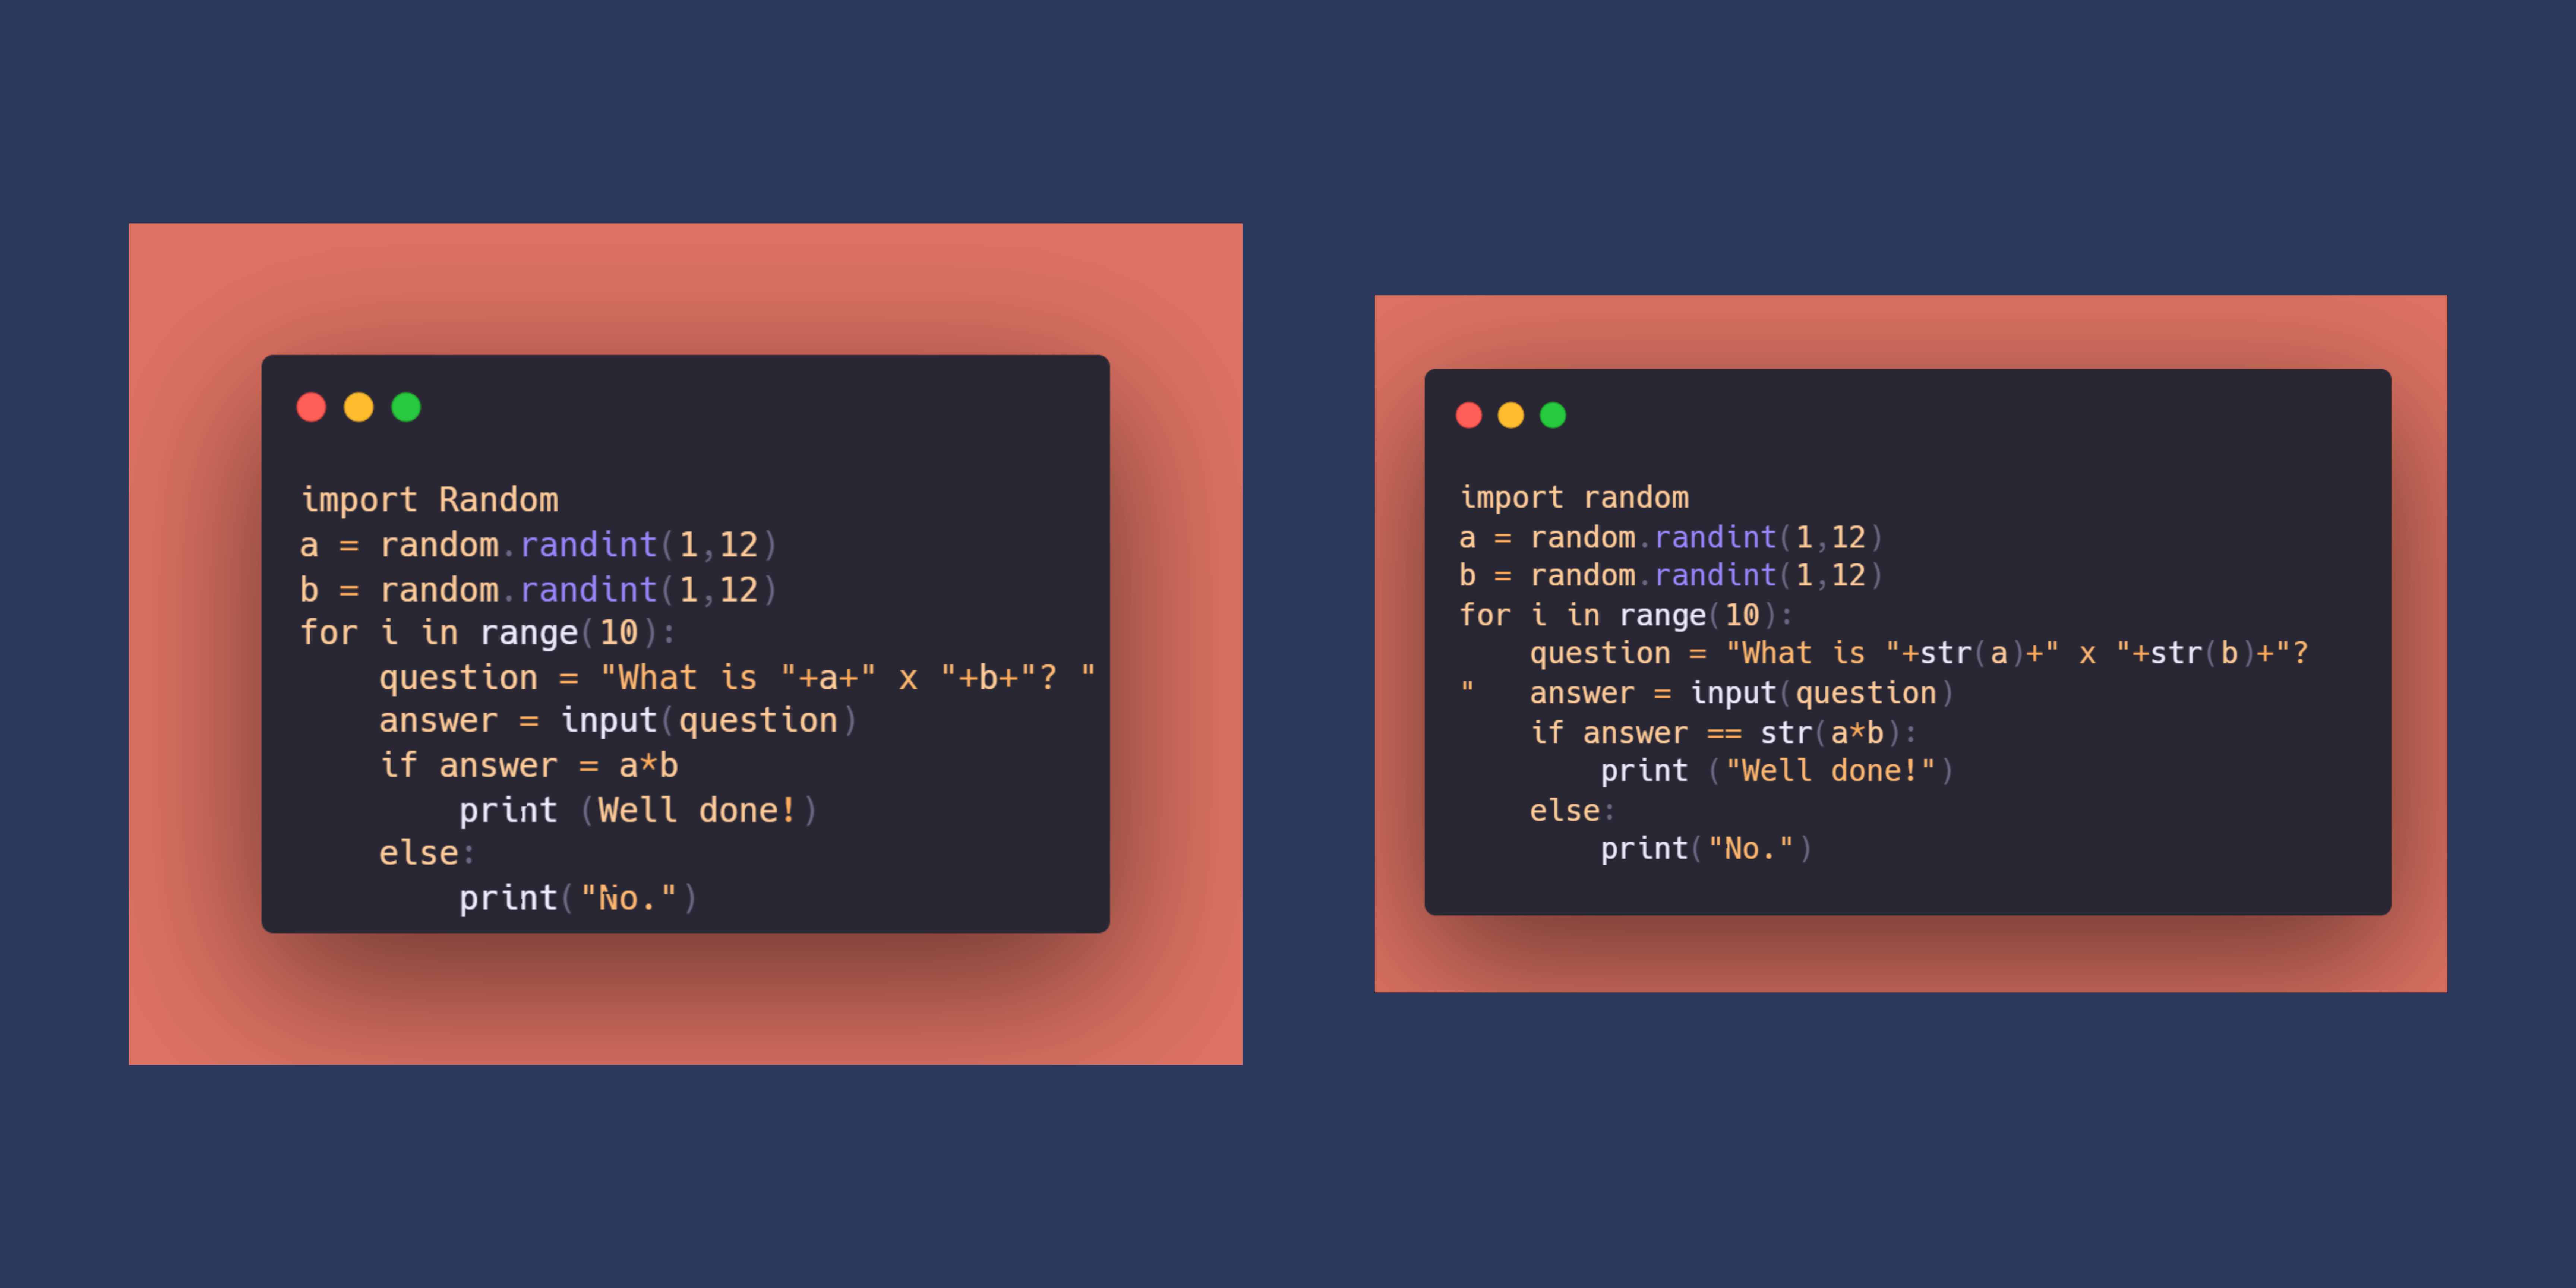 import Random
a = random.randint(1,12)
b = random.randint(1,12)
for i in range(10):
    question = "What is "+a+" x "+b+"? "
    answer = input(question)
    if answer = a*b
        print (Well done!)
    else:
        print("No.")
import random
a = random.randint(1,12)
b = random.randint(1,12)
for i in range(10):
    question = "What is "+str(a)+" x "+str(b)+"?
"   answer = input(question)
    if answer == str(a*b):
        print ("Well done!")
    else:
        print("No.")